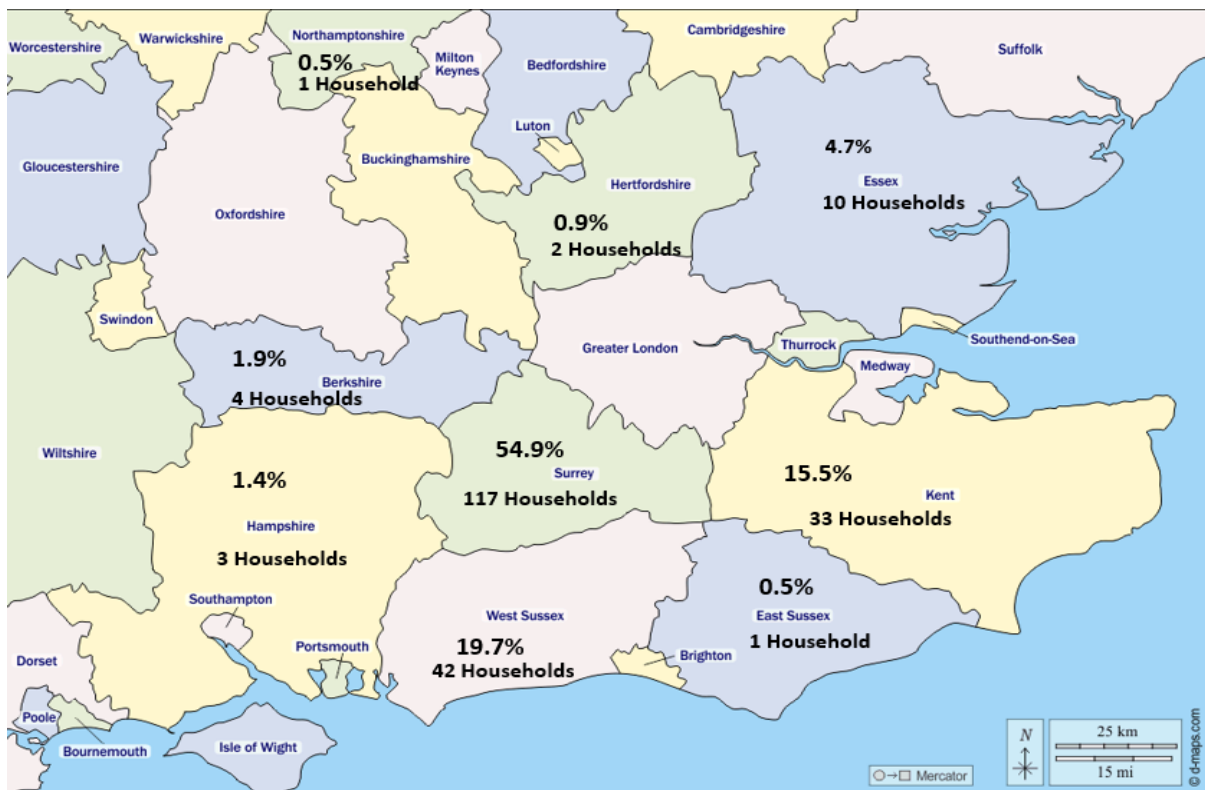 Worcestershire
Warwickshire
Northamptonshire
0.5%
1 Household
Milton
Keynes
Bedfordshire
Cambridgeshire
Suffolk
Gloucestershire
Oxfordshire
Buckinghamshire
Luton
Hertfordshire
0.9%
2 Households
4.7%
Essex
10 Households
Swindon
1.9%
Berkshire
4 Households
Greater London
Thurrock
Southend-on-Sea
Medway
Wiltshire
1.4%
Hampshire
3 Households
54.9%
Surrey
117 Households
15.5%
Kent
33 Households
Southampton
Portsmouth
West Sussex
19.7%
42 Households
0.5%
East Sussex
1 Household
Brighton
Dorset
Poole
Bournemouth
Isle of Wight
Mercator
N
25 km
15 mi
© d-maps.com